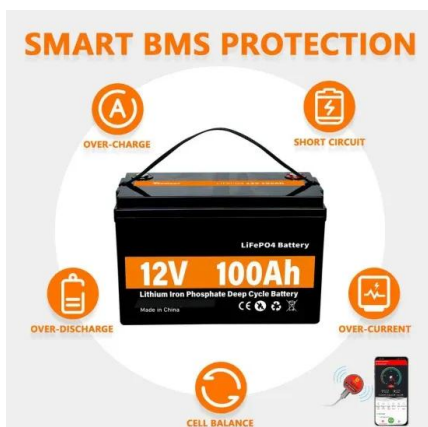 SMART BMS PROTECTION
OVER-CHARGE
SHORT CIRCUIT
LiFePO4 Battery
12V 100Ah
Lithium Iron Phosphate Deep Cycle Battery
Made in China
OVER-DISCHARGE
OVER-CURRENT
CELL BALANCE